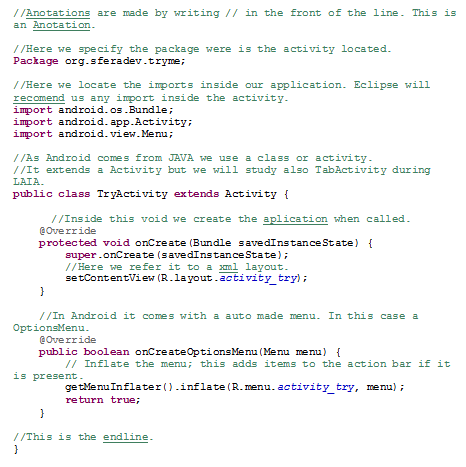 //Anotations are made by writing // in the front of the line. This is
an Anotation.
//Here we specify the package were is the activity located.
Package org.sferadev.tryme;
//Here we locate the imports inside our application. Eclipse will
recomend us any import inside the activity.
import android.os.Bundle;
import android.app.Activity;
import android.view.Menu;
//As Android comes from JAVA we use a class or activity.
//It extends a Activity but we will study also TabActivity during
LAIA.
public class TryActivity extends Activity {
//Inside this void we create the aplication when called.
@Override
protected void onCreate(Bundle savedInstanceState) {
super.onCreate(savedInstanceState);
//Here we refer it to a xml layout.
setContentView(R.layout.activity_try);
}
//In Android it comes with a auto made menu. In this case a
OptionsMenu.
@Override
public boolean onCreateOptionsMenu(Menu menu) {
// Inflate the menu; this adds items to the action bar if it
is present.
getMenuInflater().inflate(R.menu.activity_try, menu);
return true;
}
//This is the endline.
}